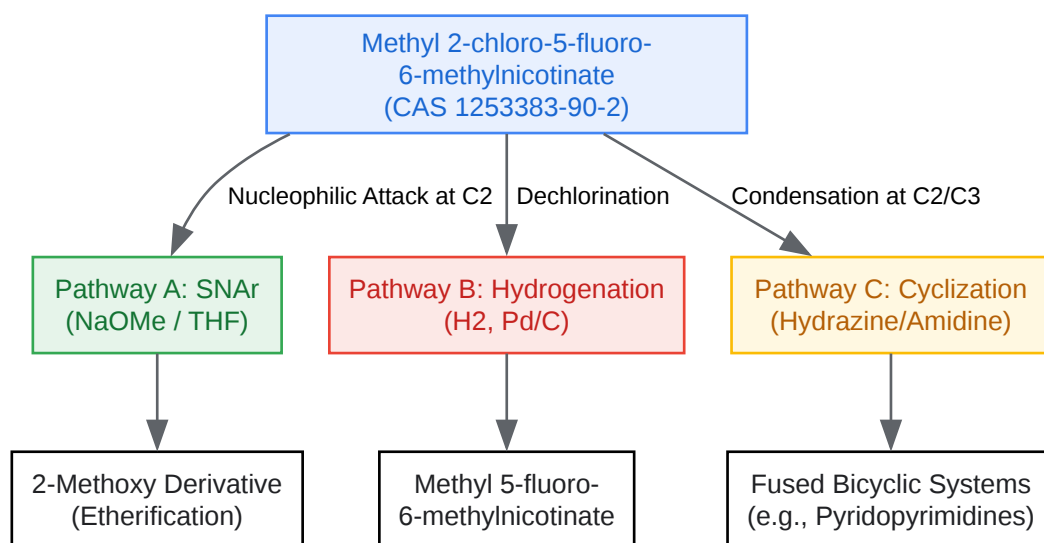 Methyl 2-chloro-5-fluoro-
6-methylnicotinate
(CAS 1253383-90-2)
Nucleophilic Attack at C2
Dechlorination
Condensation at C2/C3
Pathway A: SNAr
(NaOMe / THF)
Pathway B: Hydrogenation
(H2, Pd/C)
Pathway C: Cyclization
(Hydrazine/Amidine)
2-Methoxy Derivative
(Etherification)
Methyl 5-fluoro-
6-methylnicotinate
Fused Bicyclic Systems
(e.g., Pyridopyrimidines)